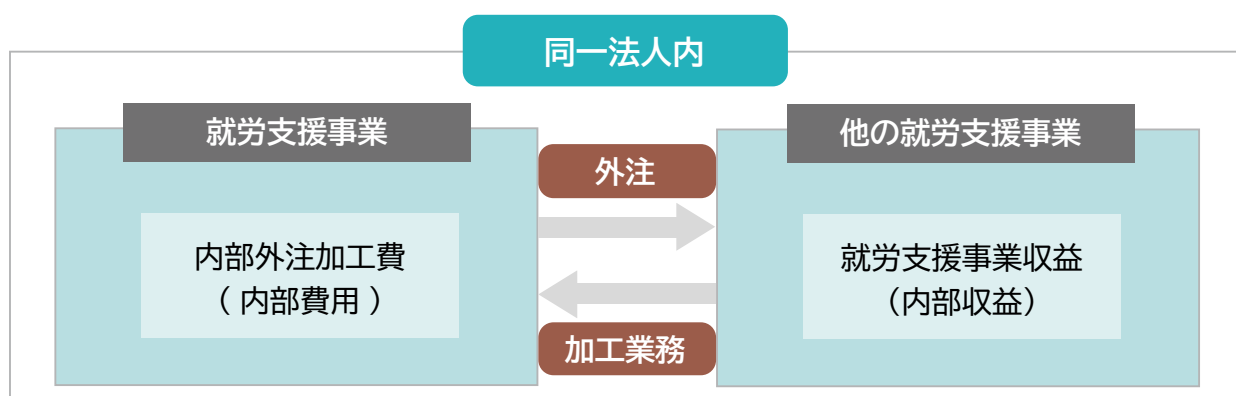 同一法人内
就労支援事業
他の就労支援事業
外注
内部外注加工費
（ 内部費用 ）
就労支援事業収益
（内部収益）
加工業務